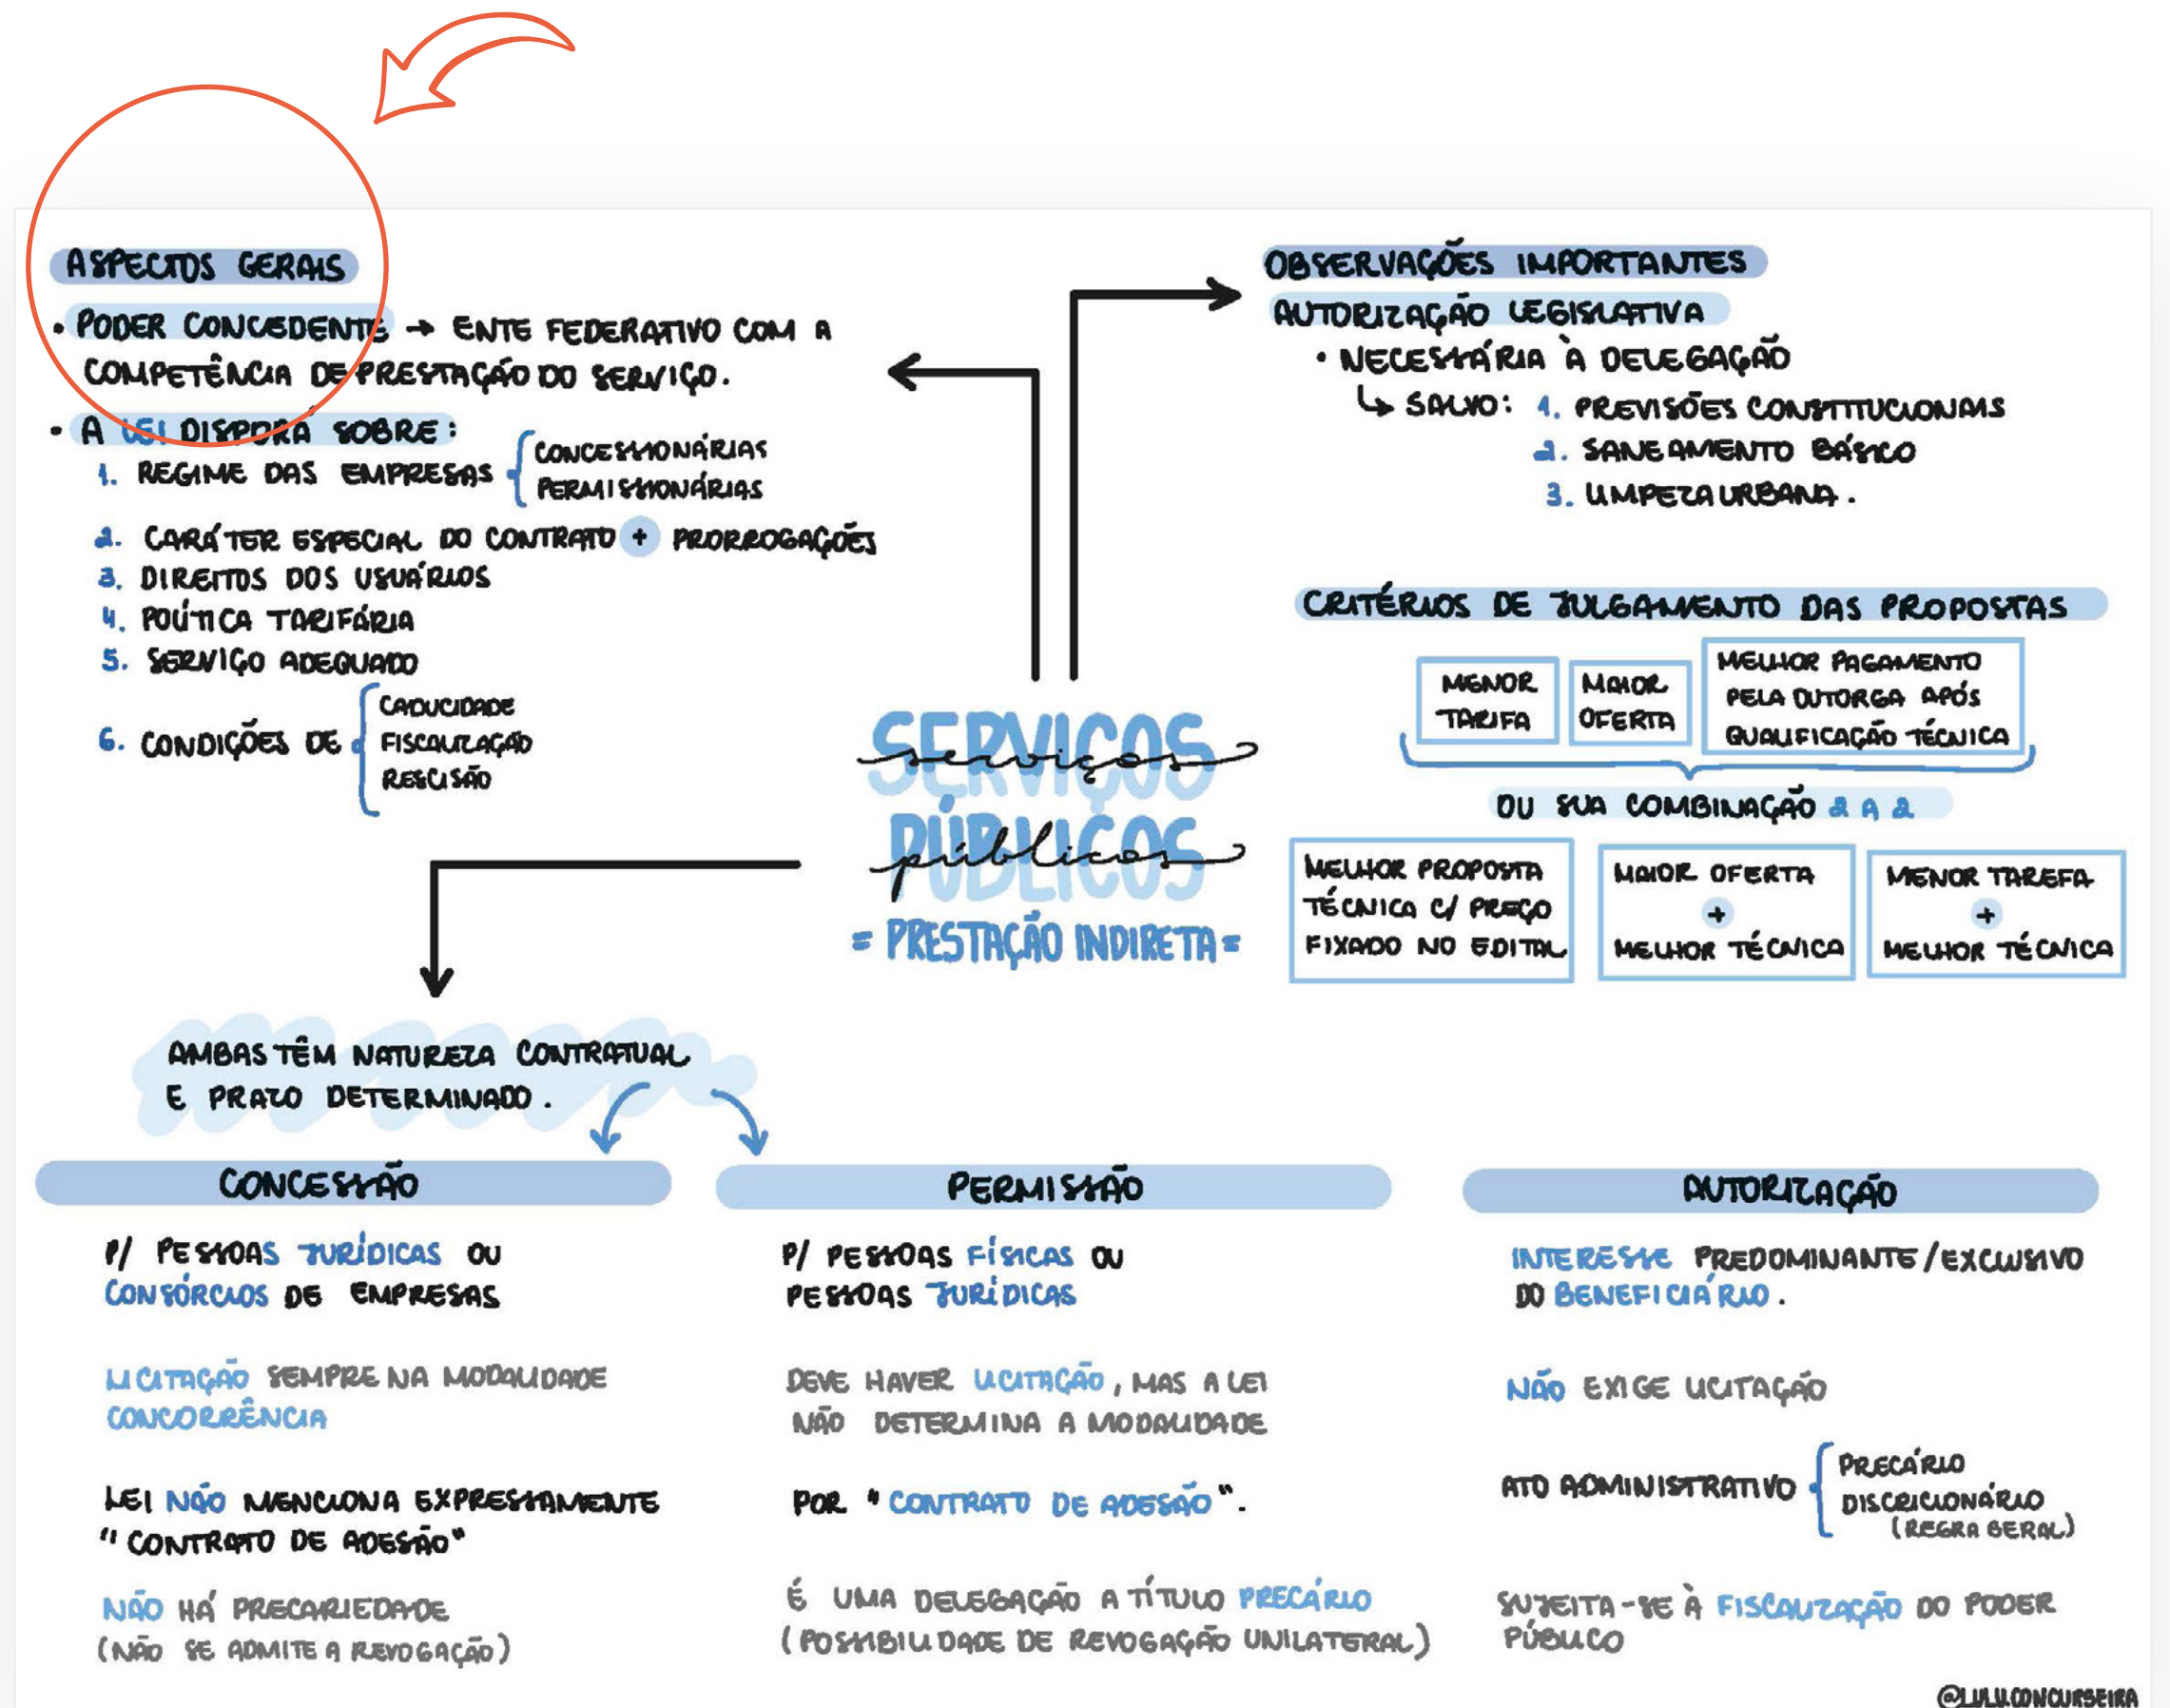 ASPECTOS GERAIS
• PODER CONCEDENTE → ENTE FEDERATIVO COM A
COMPETÊNCIA DE PRESTAÇÃO DO SERVIÇO.
- A LEI DISPORÁ SOBRE:
1. REGIME DAS EMPRESAS { CONCESSIONÁRIAS
PERMISSIONÁRIAS
2. CARÁTER ESPECIAL DO CONTRATO + PRORROGAÇÕES
3. DIREITOS DOS USUÁRIOS
4. POLÍTICA TARIFÁRIA
5. SERVIÇO ADEQUADO
6. CONDIÇÕES DE { CADUCIDADE
FISCALIZAÇÃO
RESCISÃO
OBSERVAÇÕES IMPORTANTES
AUTORIZAÇÃO LEGISLATIVA
• NECESSÁRIA À DELEGAÇÃO
↳ SALVO: 1. PREVISÕES CONSTITUCIONAIS
2. SANEAMENTO BÁSICO
3. LIMPEZA URBANA.
CRITÉRIOS DE JULGAMENTO DAS PROPOSTAS
MENOR
TARIFA
MAIOR
OFERTA
MELHOR PAGAMENTO
PELA OUTORGA APÓS
QUALIFICAÇÃO TÉCNICA
OU SUA COMBINAÇÃO 2 A 2
MELHOR PROPOSTA
TÉCNICA C/ PREÇO
FIXADO NO EDITAL
MAIOR OFERTA
+
MELHOR TÉCNICA
MENOR TAREFA
+
MELHOR TÉCNICA
SERVIÇOS
serviços
PÚBLICOS
públicos
= PRESTAÇÃO INDIRETA =
AMBAS TÊM NATUREZA CONTRATUAL
E PRAZO DETERMINADO.
CONCESSÃO
P/ PESSOAS JURÍDICAS OU
CONSÓRCIOS DE EMPRESAS
LICITAÇÃO SEMPRE NA MODALIDADE
CONCORRÊNCIA
LEI NÃO MENCIONA EXPRESSAMENTE
"CONTRATO DE ADESÃO"
NÃO HÁ PRECARIEDADE
(NÃO SE ADMITE A REVOGAÇÃO)
PERMISSÃO
P/ PESSOAS FÍSICAS OU
PESSOAS JURÍDICAS
DEVE HAVER LICITAÇÃO, MAS A LEI
NÃO DETERMINA A MODALIDADE
POR "CONTRATO DE ADESÃO".
É UMA DELEGAÇÃO A TÍTULO PRECÁRIO
(POSSIBILIDADE DE REVOGAÇÃO UNILATERAL)
AUTORIZAÇÃO
INTERESSE PREDOMINANTE/EXCLUSIVO
DO BENEFICIÁRIO.
NÃO EXIGE LICITAÇÃO
ATO ADMINISTRATIVO { PRECÁRIO
DISCRICIONÁRIO
(REGRA GERAL)
SUJEITA-SE À FISCALIZAÇÃO DO PODER
PÚBLICO
@LULU.CONCURSEIRA